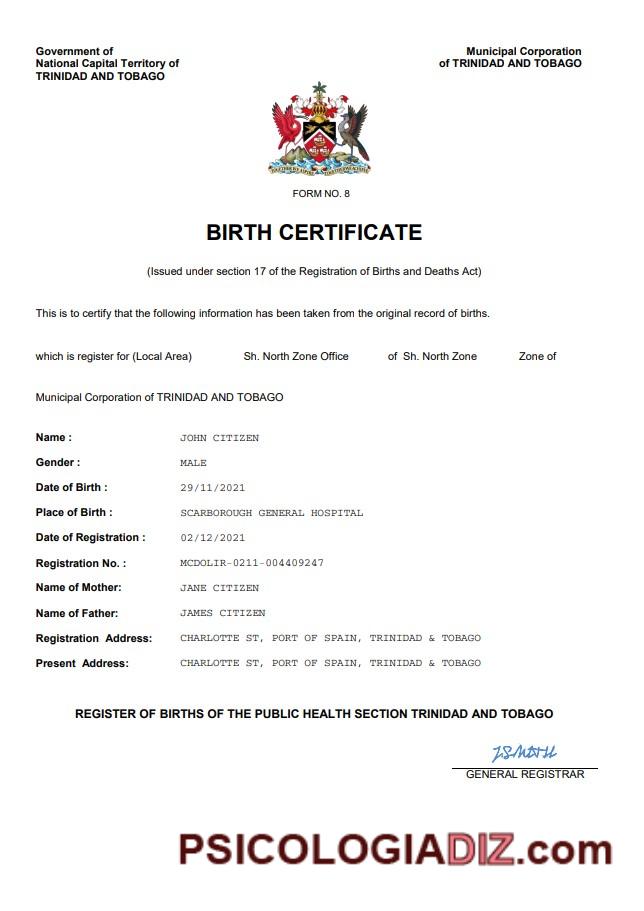 Government of
National Capital Territory of
TRINIDAD AND TOBAGO
Municipal Corporation
of TRINIDAD AND TOBAGO
FORM NO. 8
BIRTH CERTIFICATE
(Issued under section 17 of the Registration of Births and Deaths Act)
This is to certify that the following information has been taken from the original record of births.
which is register for (Local Area) Sh. North Zone Office of Sh. North Zone Zone of
Municipal Corporation of TRINIDAD AND TOBAGO
Name : JOHN CITIZEN
Gender : MALE
Date of Birth : 29/11/2021
Place of Birth : SCARBOROUGH GENERAL HOSPITAL
Date of Registration : 02/12/2021
Registration No. : MCDOLIR-0211-004409247
Name of Mother: JANE CITIZEN
Name of Father: JAMES CITIZEN
Registration Address: CHARLOTTE ST, PORT OF SPAIN, TRINIDAD & TOBAGO
Present Address: CHARLOTTE ST, PORT OF SPAIN, TRINIDAD & TOBAGO
REGISTER OF BIRTHS OF THE PUBLIC HEALTH SECTION TRINIDAD AND TOBAGO
GENERAL REGISTRAR
PSICOLOGIADIZ.com